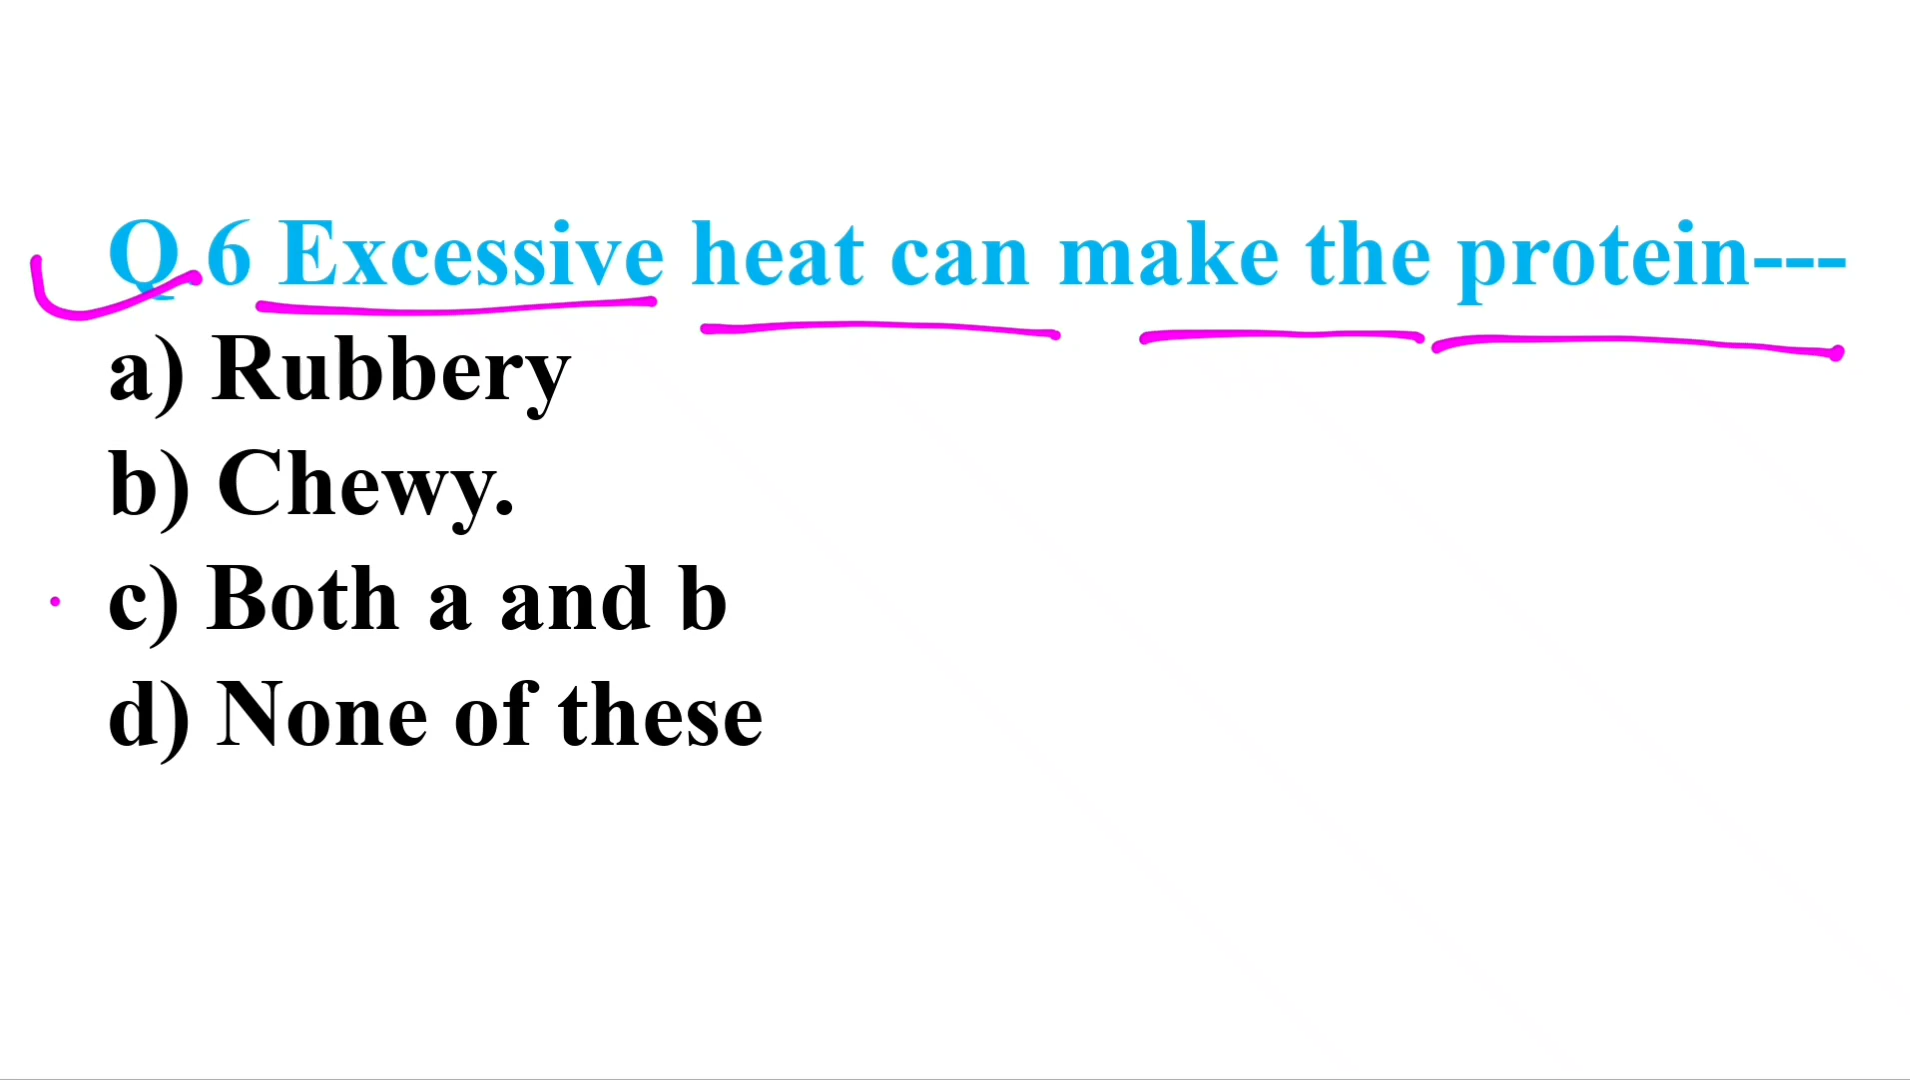 Q 6 Excessive heat can make the protein---
a) Rubbery
b) Chewy.
c) Both a and b
d) None of these